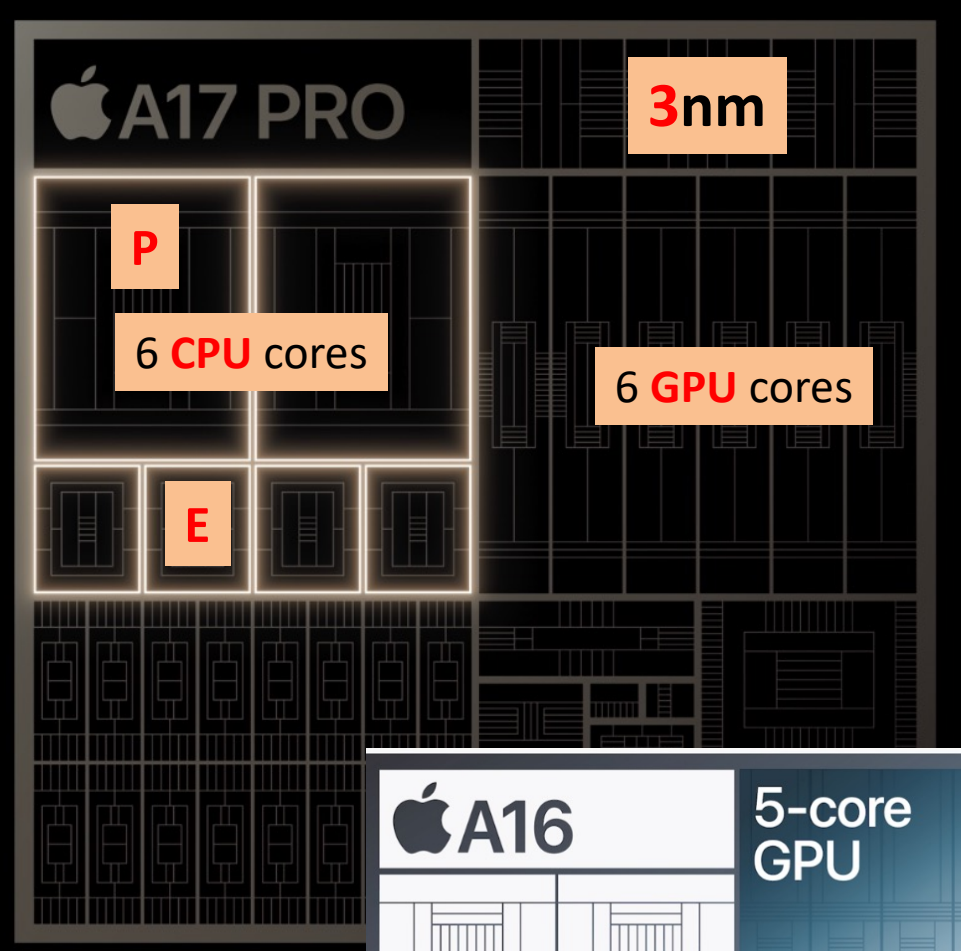 A17 PRO
3nm
P
6 CPU cores
6 GPU cores
E
A16
5-core
GPU